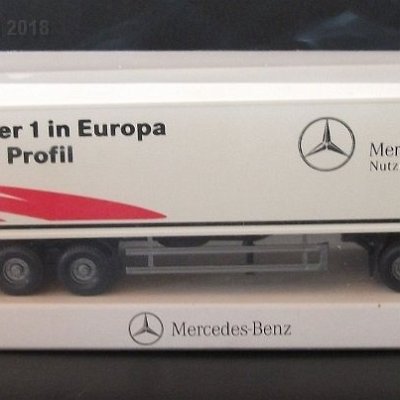 2018
er 1 in Europa
Profil
Mer
Nutz
Mercedes-Benz